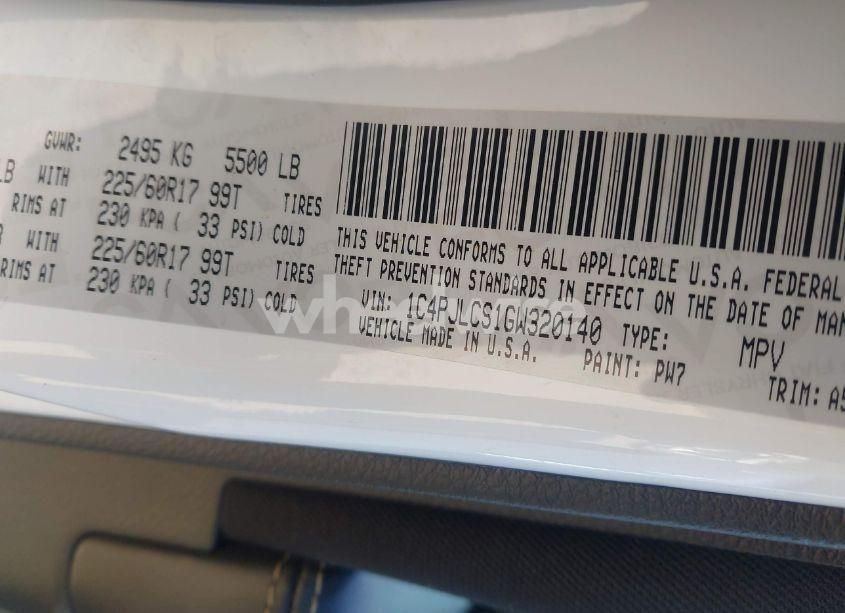 GVWR: 2495 KG 5500 LB
LB WITH 225/60R17 99T TIRES
RIMS AT 230 KPA ( 33 PSI) COLD
WITH 225/60R17 99T TIRES
RIMS AT 230 KPA ( 33 PSI) COLD
THIS VEHICLE CONFORMS TO ALL APPLICABLE U.S.A. FEDERAL
THEFT PREVENTION STANDARDS IN EFFECT ON THE DATE OF MAN
VIN: 1C4PJLCS1GW320140 TYPE: MPV
VEHICLE MADE IN U.S.A. PAINT: PW7 TRIM: A5